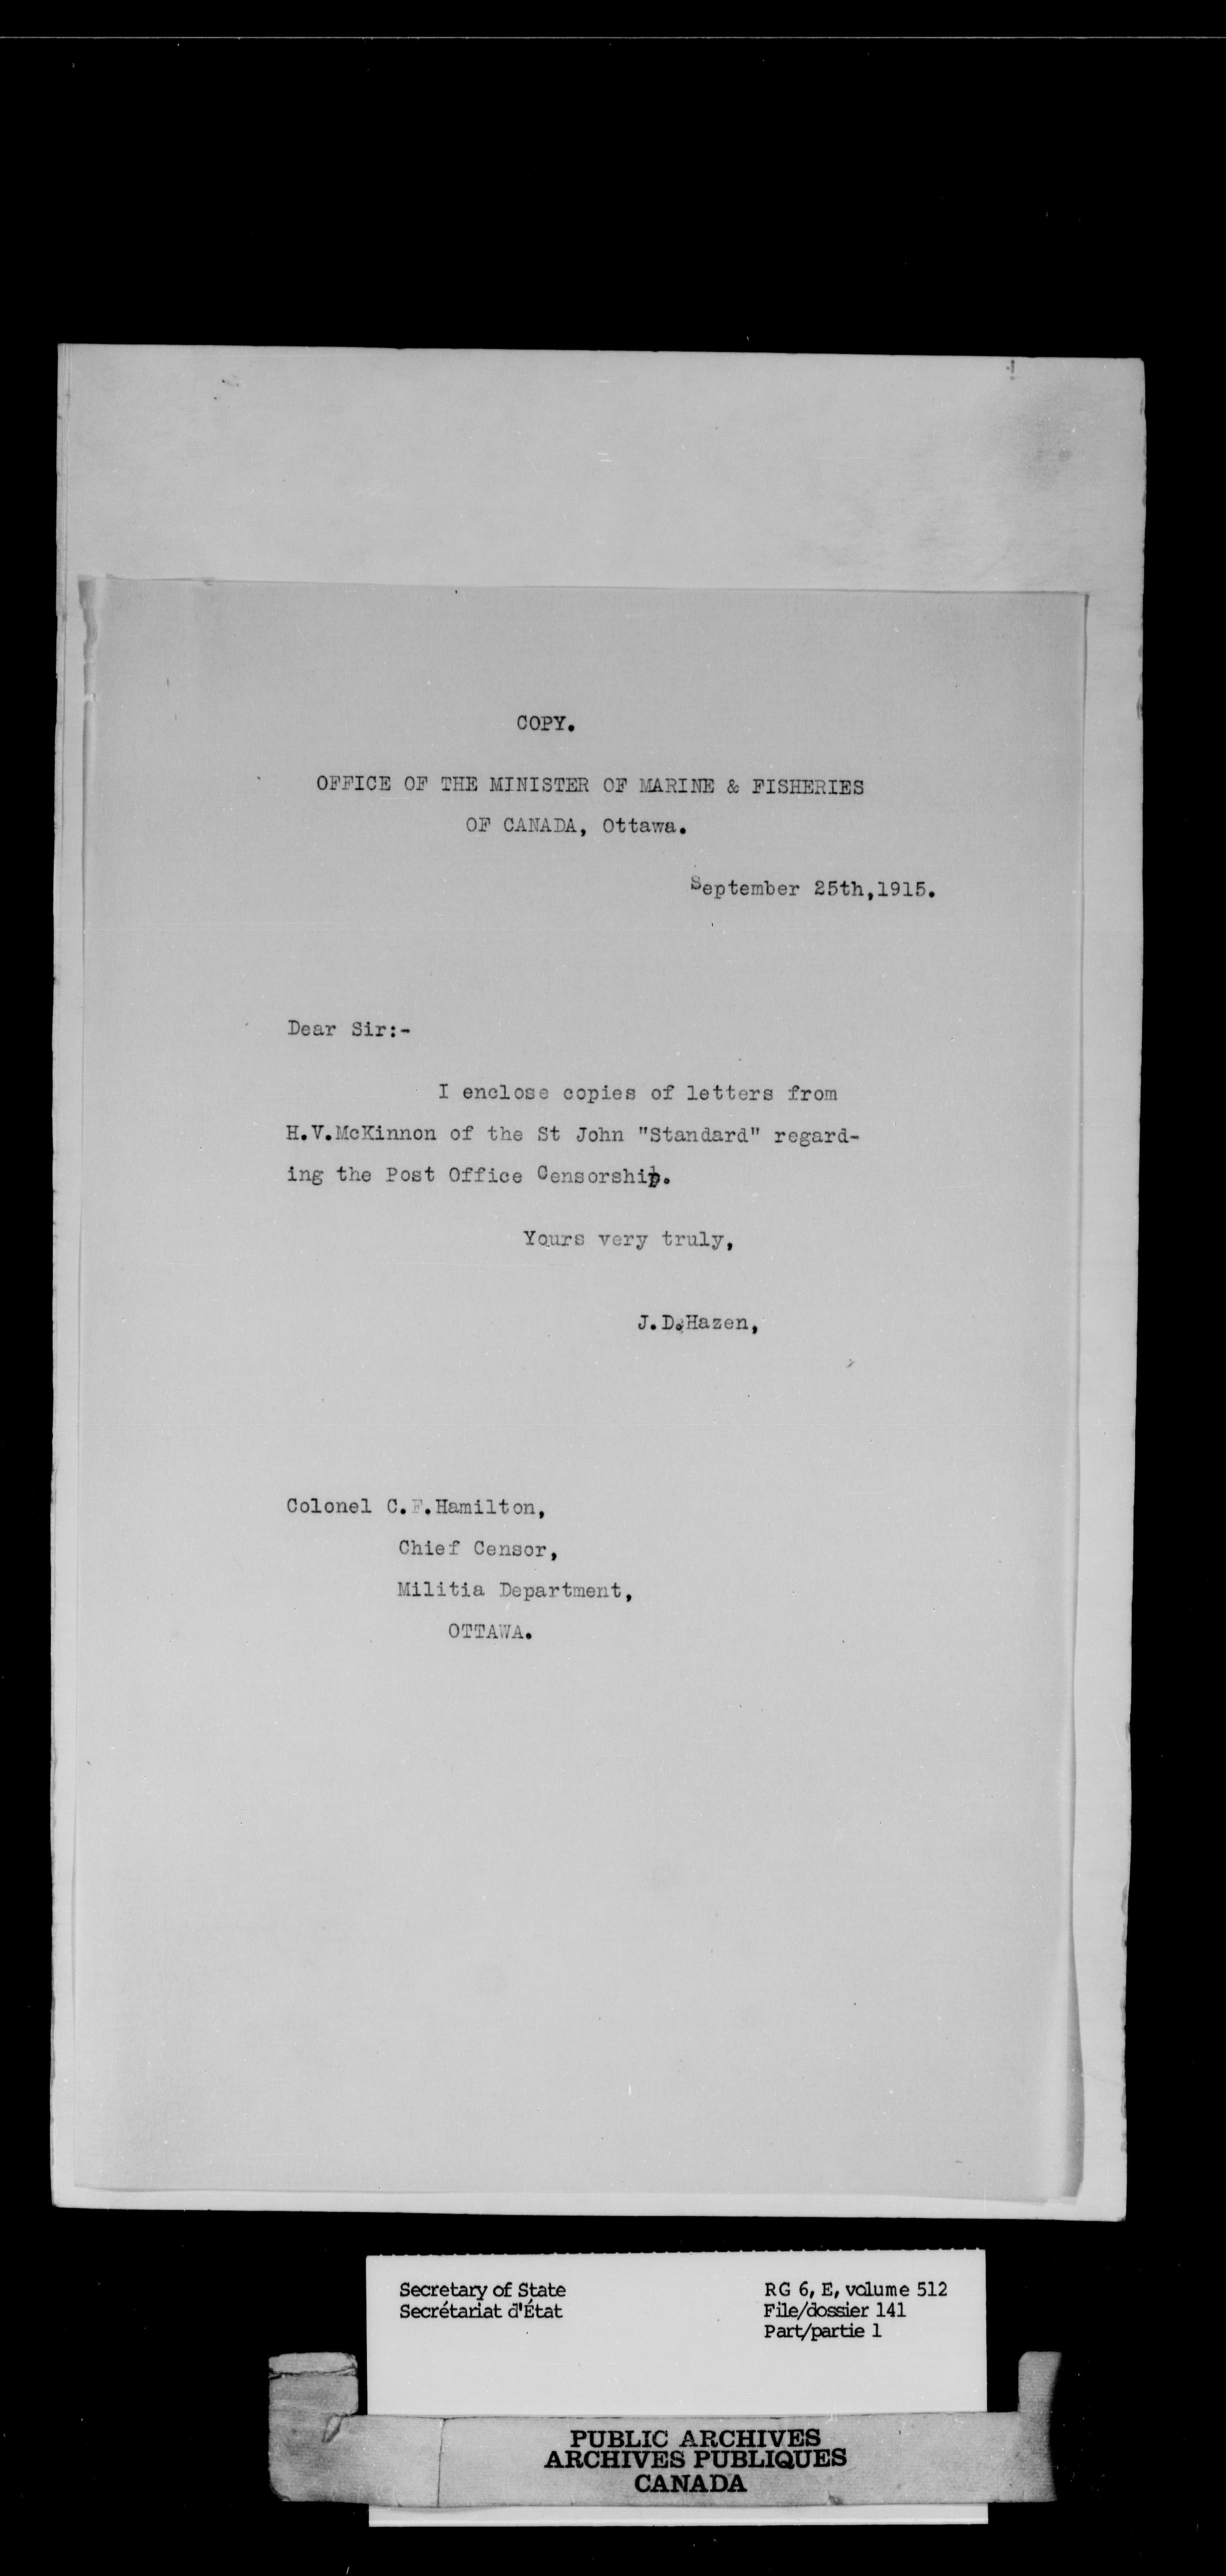 COPY.
OFFICE OF THE MINISTER OF MARINE & FISHERIES
OF CANADA, Ottawa.
September 25th,1915.
Dear Sir:-
I enclose copies of letters from
H.V.McKinnon of the St John "Standard" regard-
ing the Post Office Censorship.
Yours very truly,
J.D.Hazen,
Colonel C.F.Hamilton,
Chief Censor,
Militia Department,
OTTAWA.
Secretary of State
Secrétariat d'État
RG 6, E, volume 512
File/dossier 141
Part/partie 1
PUBLIC ARCHIVES
ARCHIVES PUBLIQUES
CANADA